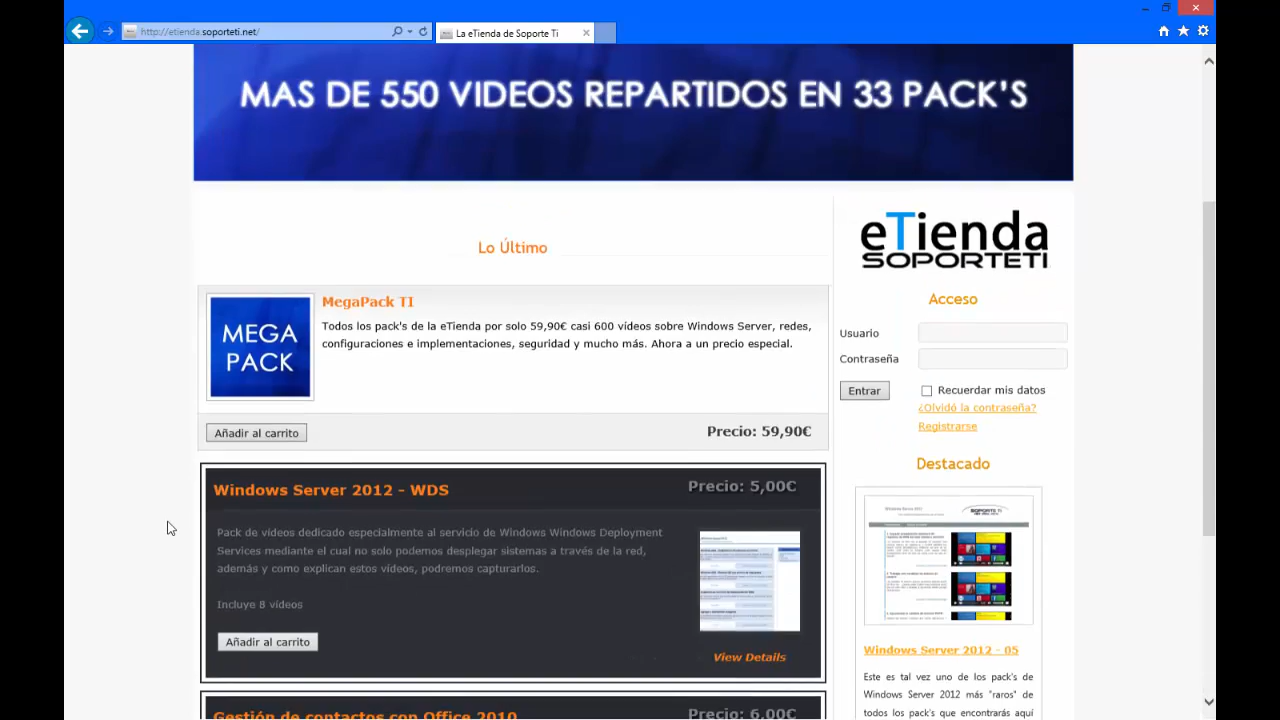 http://etienda.soporteti.net/
La eTienda de Soporte Ti
MAS DE 550 VIDEOS REPARTIDOS EN 33 PACK'S
Lo Último
MEGA
PACK
MegaPack TI
Todos los pack's de la eTienda por solo 59,90€ casi 600 vídeos sobre Windows Server, redes,
configuraciones e implementaciones, seguridad y mucho más. Ahora a un precio especial.
Añadir al carrito
Precio: 59,90€
Windows Server 2012 - WDS
Precio: 5,00€
Pack de vídeos dedicado especialmente al servicio de Windows Windows Deployment
Services mediante el cual no solo podemos desplegar sistemas a través de la red,
además y como explican estos vídeos, podremos capturarlos.
Incluye 8 vídeos
Añadir al carrito
View Details
Gestión de contactos con Office 2010
Precio: 6,00€
eTienda
SOPORTETI
Acceso
Usuario
Contraseña
Entrar
Recuerdar mis datos
¿Olvidó la contraseña?
Registrarse
Destacado
Windows Server 2012 - 05
Este es tal vez uno de los pack's de
Windows Server 2012 más "raros" de
todos los pack's que encontrarás aquí